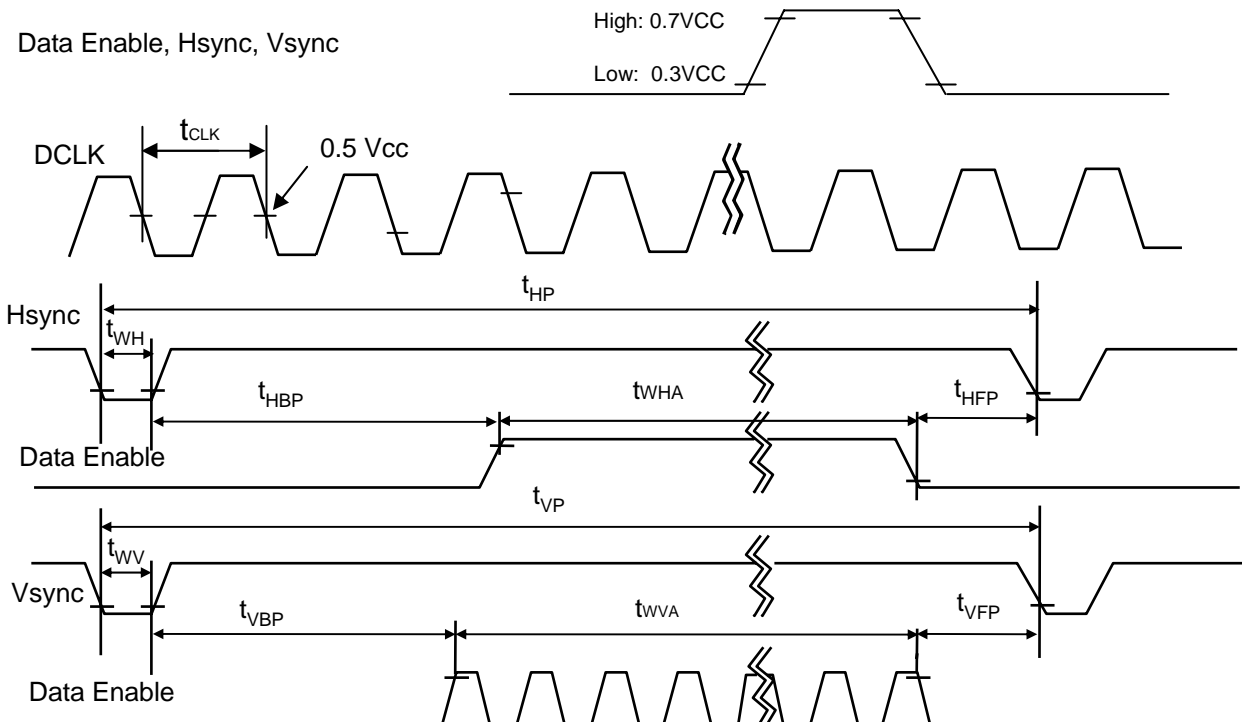 High: 0.7VCC
Data Enable, Hsync, Vsync
Low: 0.3VCC
tCLK
0.5 Vcc
DCLK
tHP
Hsync
tWH
tHBP
tWHA
tHFP
Data Enable
tVP
tWV
Vsync
tVBP
tWVA
tVFP
Data Enable